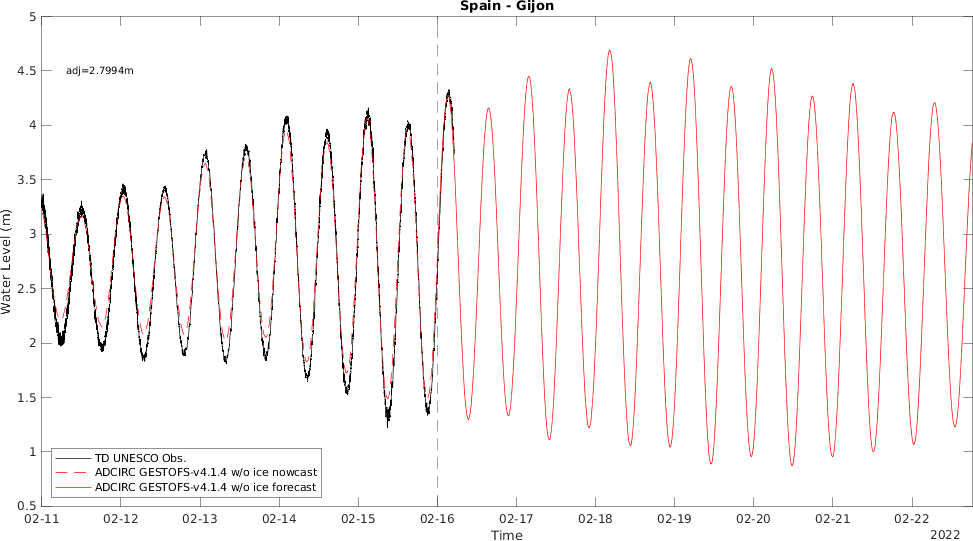 Spain - Gijon
5
4.5
4
3.5
3
2.5
2
1.5
1
0.5
Water Level (m)
adj=2.7994m
TD UNESCO Obs.
ADCIRC GESTOFS-v4.1.4 w/o ice nowcast
ADCIRC GESTOFS-v4.1.4 w/o ice forecast
02-11 02-12 02-13 02-14 02-15 02-16 02-17 02-18 02-19 02-20 02-21 02-22
Time
2022